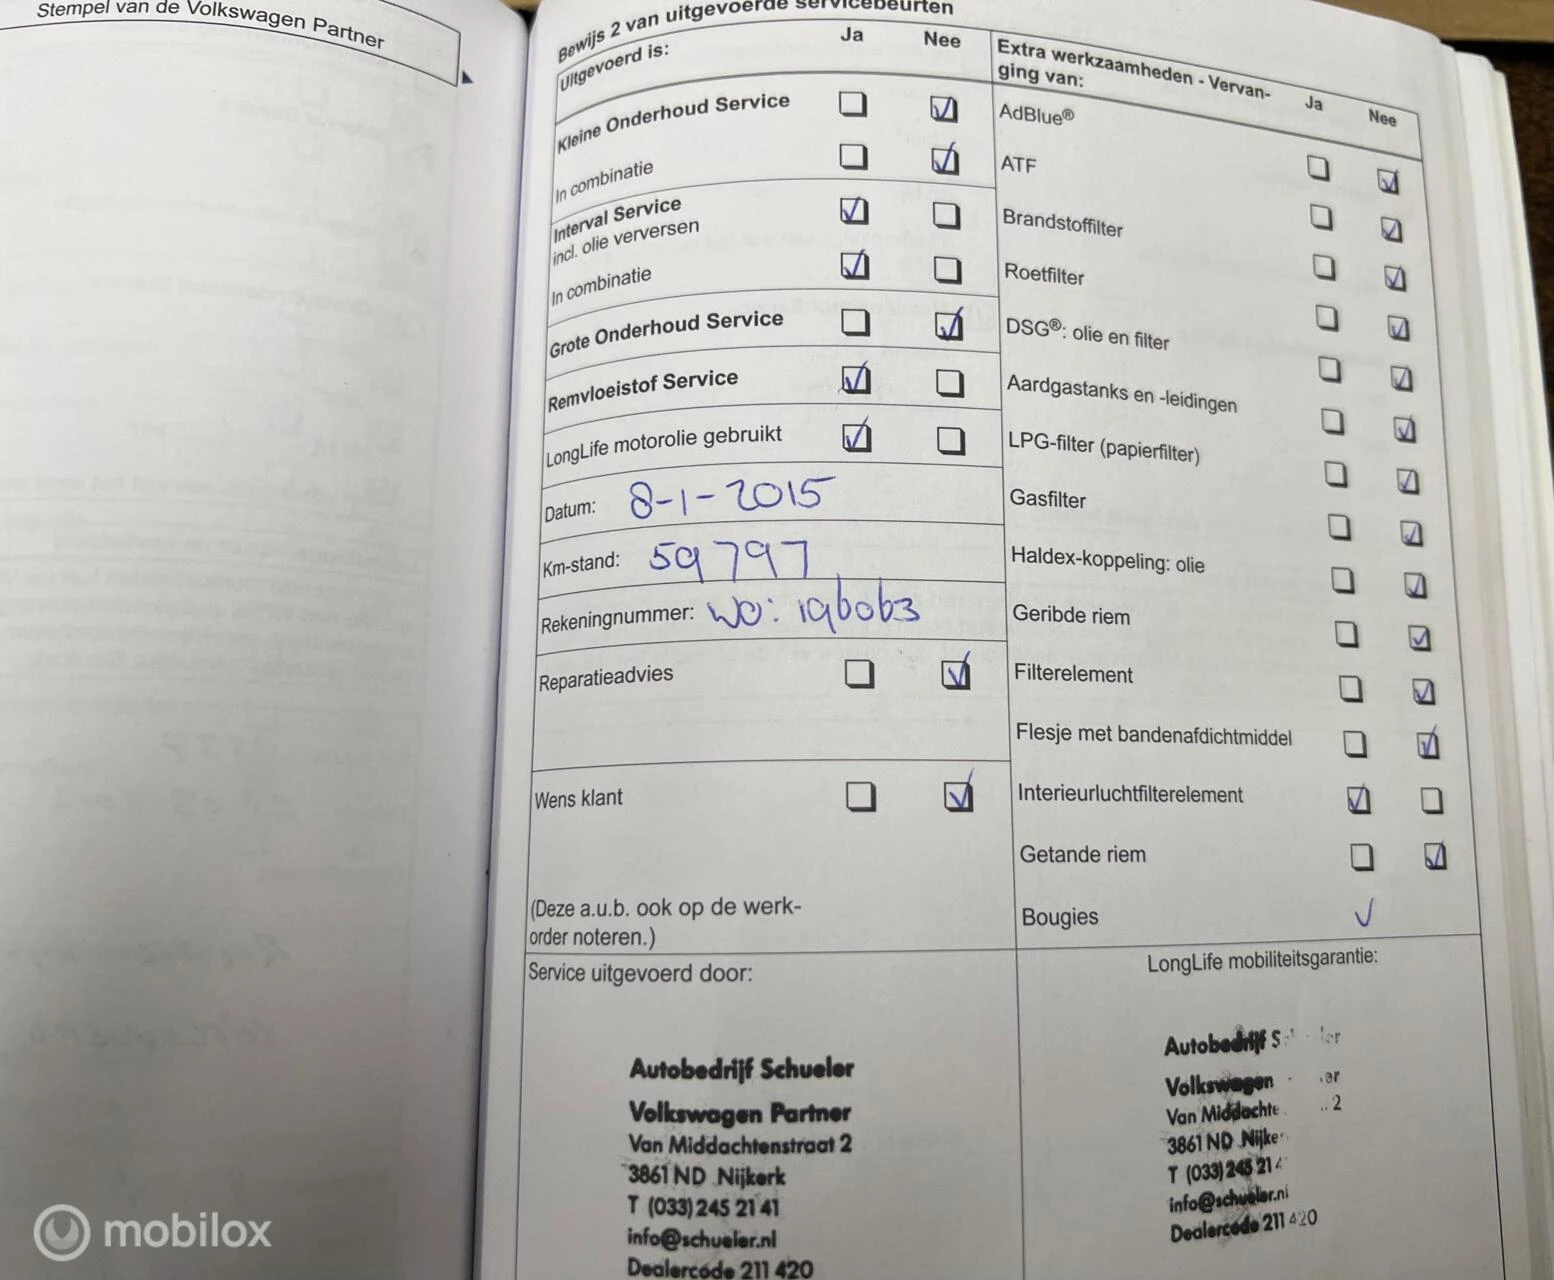 Stempel van de Volkswagen Partner
Bewijs 2 van uitgevoerde servicebeurten
Uitgevoerd is: Ja Nee
Kleine Onderhoud Service
In combinatie
Interval Service
incl. olie verversen
In combinatie
Grote Onderhoud Service
Remvloeistof Service
LongLife motorolie gebruikt
Datum: 8-1-2015
Km-stand: 59797
Rekeningnummer: WO: 196063
Reparatieadvies
Wens klant
(Deze a.u.b. ook op de werk-
order noteren.)
Extra werkzaamheden - Vervan-
ging van: Ja Nee
AdBlue®
ATF
Brandstoffilter
Roetfilter
DSG®: olie en filter
Aardgastanks en -leidingen
LPG-filter (papierfilter)
Gasfilter
Haldex-koppeling: olie
Geribde riem
Filterelement
Flesje met bandenafdichtmiddel
Interieurluchtfilterelement
Getande riem
Bougies
Service uitgevoerd door:
Autobedrijf Schueler
Volkswagen Partner
Van Middachtenstraat 2
3861 ND Nijkerk
T (033) 245 21 41
info@schueler.nl
Dealercode 211 420
LongLife mobiliteitsgarantie:
Autobedrijf
Volkswagen
Van 2
3861 ND
T (033) 245
info@schueler.nl
Dealercode 211 420
mobilox